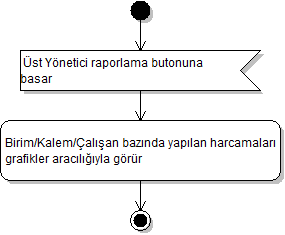 Üst Yönetici raporlama butonuna
basar
Birim/Kalem/Çalışan bazında yapılan harcamaları
grafikler aracılığıyla görür